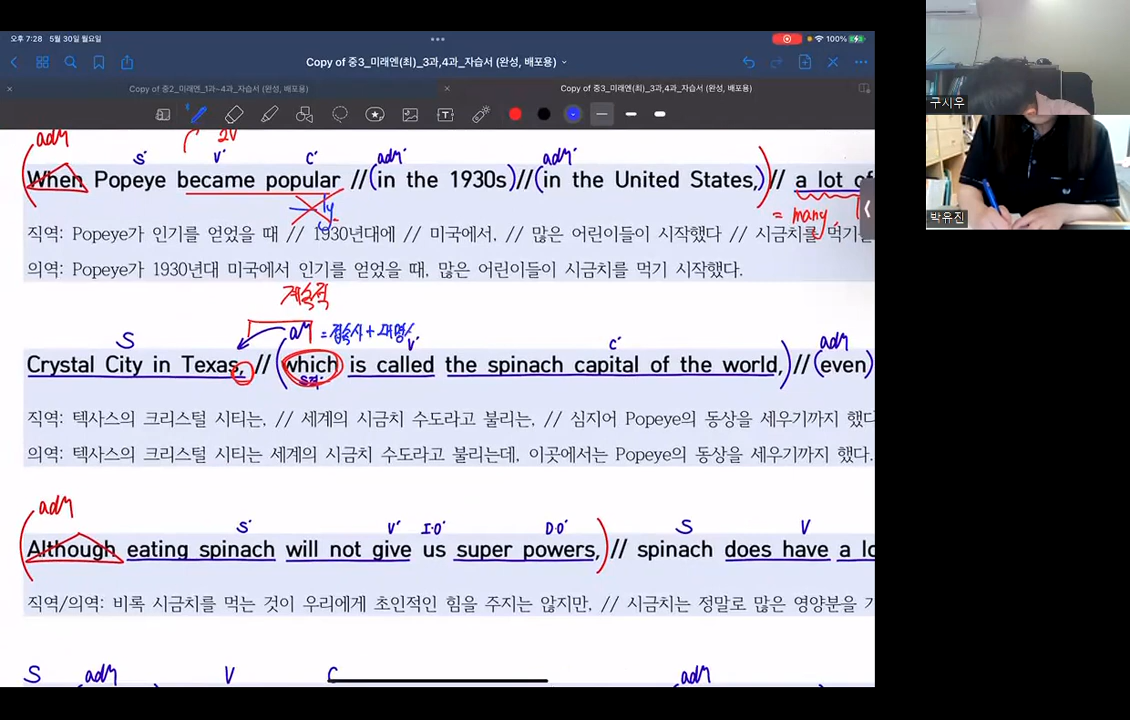 오후 7:28 5월 30일 월요일
100%
Copy of 중3_미래엔(최)_3과,4과_자습서 (완성, 배포용)
Copy of 중2_미래엔_1과~4과_자습서 (완성, 배포용)
Copy of 중3_미래엔(최)_3과,4과_자습서 (완성, 배포용)
구시우
박유진
adv 2V
S' V' C' adv' adv'
(When Popeye became popular //(in the 1930s)//(in the United States,)) // a lot of
ly = many
직역: Popeye가 인기를 얻었을 때 // 1930년대에 // 미국에서, // 많은 어린이들이 시작했다 // 시금치를 먹기를
의역: Popeye가 1930년대 미국에서 인기를 얻었을 때, 많은 어린이들이 시금치를 먹기 시작했다.
계속적
S = 접속사 + 대명사 V' C' adv
Crystal City in Texas, // (which is called the spinach capital of the world,) // (even)
직역: 텍사스의 크리스털 시티는, // 세계의 시금치 수도라고 불리는, // 심지어 Popeye의 동상을 세우기까지 했다
의역: 텍사스의 크리스털 시티는 세계의 시금치 수도라고 불리는데, 이곳에서는 Popeye의 동상을 세우기까지 했다.
adv
S' V' I·O' D·O' S V
(Although eating spinach will not give us super powers,) // spinach does have a lo
직역/의역: 비록 시금치를 먹는 것이 우리에게 초인적인 힘을 주지는 않지만, // 시금치는 정말로 많은 영양분을
S adv V C adv